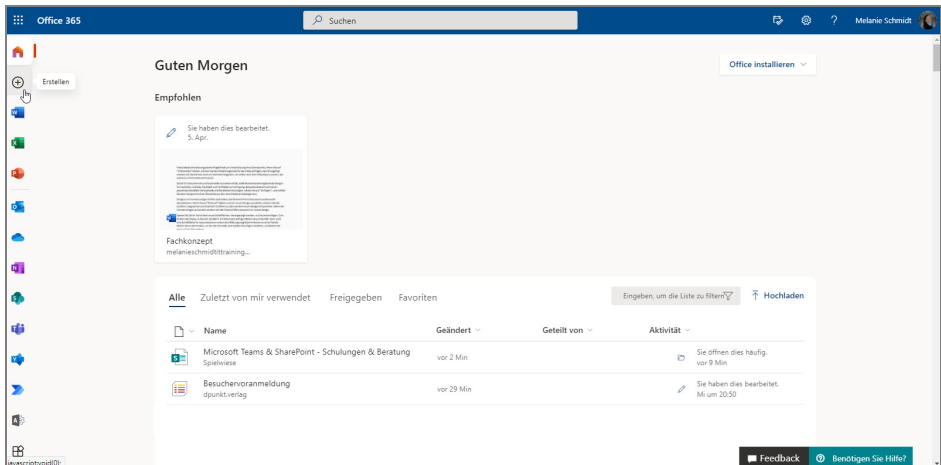 Office 365
Suchen
Melanie Schmidt
Guten Morgen
Office installieren
Erstellen
Empfohlen
Sie haben dies bearbeitet.
5. Apr.
Fachkonzept
melanieschmidtittraining...
Alle Zuletzt von mir verwendet Freigegeben Favoriten
Eingeben, um die Liste zu filtern
Hochladen
Name Geändert Geteilt von Aktivität
Microsoft Teams & SharePoint - Schulungen & Beratung
Spielwiese
vor 2 Min
Sie öffnen dies häufig.
vor 9 Min
Besuchervoranmeldung
dpunkt.verlag
vor 29 Min
Sie haben dies bearbeitet.
Mi um 20:50
javascript:void(0);
Feedback
Benötigen Sie Hilfe?